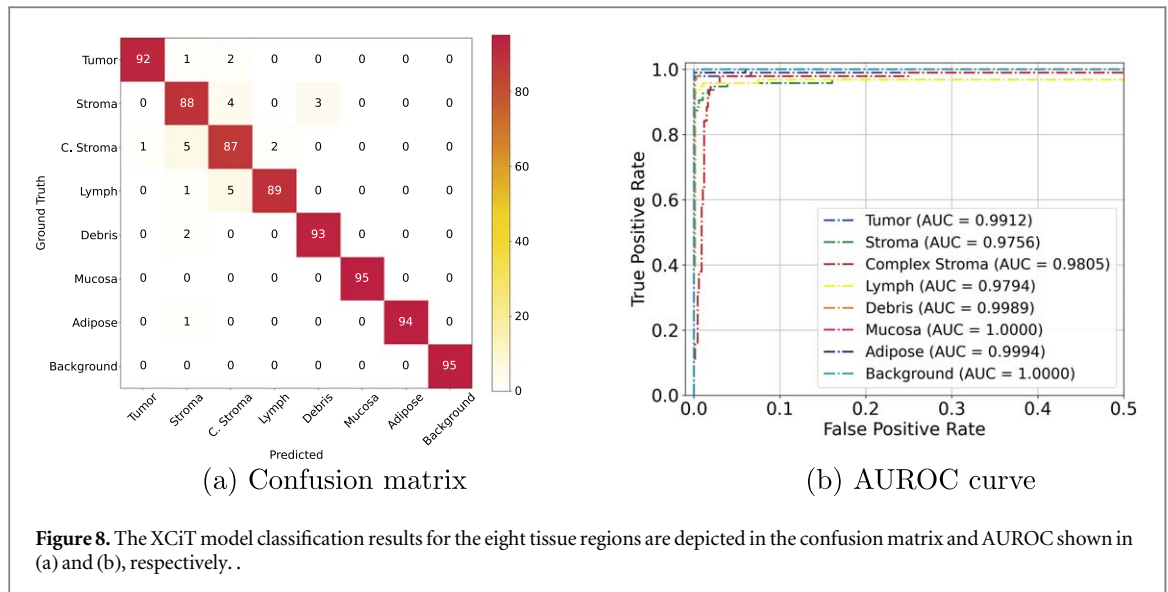 Ground Truth
Tumor 92 1 2 0 0 0 0 0
Stroma 0 88 4 0 3 0 0 0
C. Stroma 1 5 87 2 0 0 0 0
Lymph 0 1 5 89 0 0 0 0
Debris 0 2 0 0 93 0 0 0
Mucosa 0 0 0 0 0 95 0 0
Adipose 0 1 0 0 0 0 94 0
Background 0 0 0 0 0 0 0 95
Tumor Stroma C. Stroma Lymph Debris Mucosa Adipose Background
Predicted
80
60
40
20
0
(a) Confusion matrix
True Positive Rate
1.0
0.8
0.6
0.4
0.2
0.0
Tumor (AUC = 0.9912)
Stroma (AUC = 0.9756)
Complex Stroma (AUC = 0.9805)
Lymph (AUC = 0.9794)
Debris (AUC = 0.9989)
Mucosa (AUC = 1.0000)
Adipose (AUC = 0.9994)
Background (AUC = 1.0000)
0.0 0.1 0.2 0.3 0.4 0.5
False Positive Rate
(b) AUROC curve
Figure 8. The XCiT model classification results for the eight tissue regions are depicted in the confusion matrix and AUROC shown in
(a) and (b), respectively. .